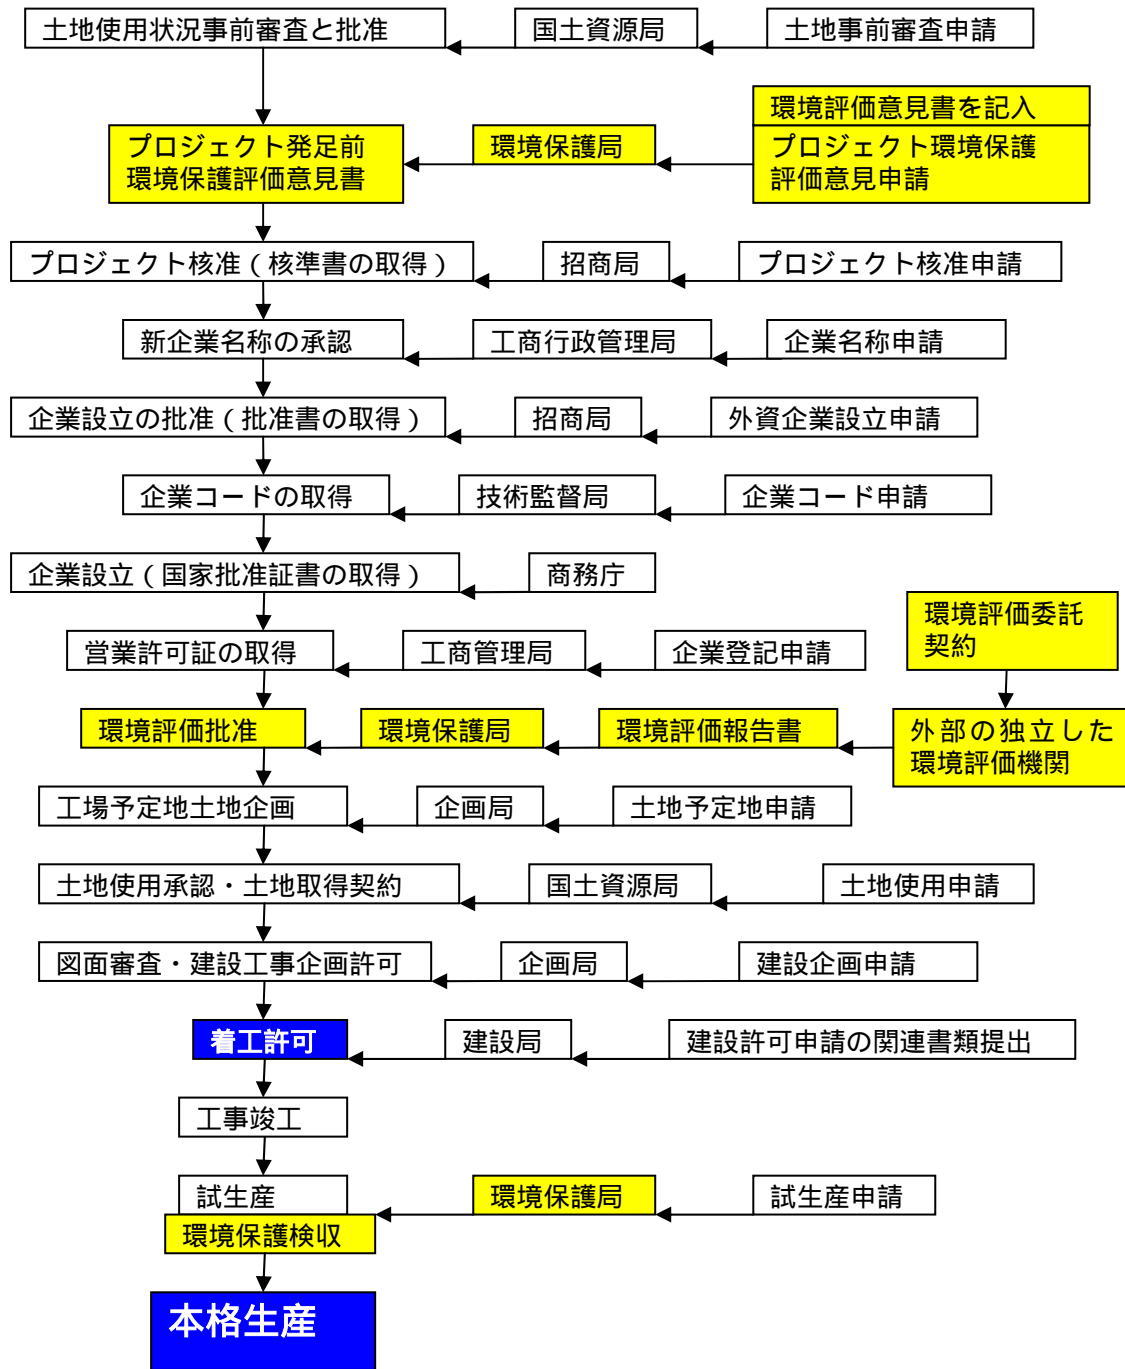 土地使用状況事前審査と批准 国土資源局 土地事前審査申請
環境評価意見書を記入
プロジェクト発足前 環境保護局 プロジェクト環境保護
環境保護評価意見書 評価意見申請
プロジェクト核准（核準書の取得） 招商局 プロジェクト核准申請
新企業名称の承認 工商行政管理局 企業名称申請
企業設立の批准（批准書の取得） 招商局 外資企業設立申請
企業コードの取得 技術監督局 企業コード申請
企業設立（国家批准証書の取得） 商務庁
環境評価委託
契約
営業許可証の取得 工商管理局 企業登記申請
環境評価批准 環境保護局 環境評価報告書 外部の独立した
環境評価機関
工場予定地土地企画 企画局 土地予定地申請
土地使用承認・土地取得契約 国土資源局 土地使用申請
図面審査・建設工事企画許可 企画局 建設企画申請
着工許可 建設局 建設許可申請の関連書類提出
工事竣工
試生産 環境保護局 試生産申請
環境保護検収
本格生産